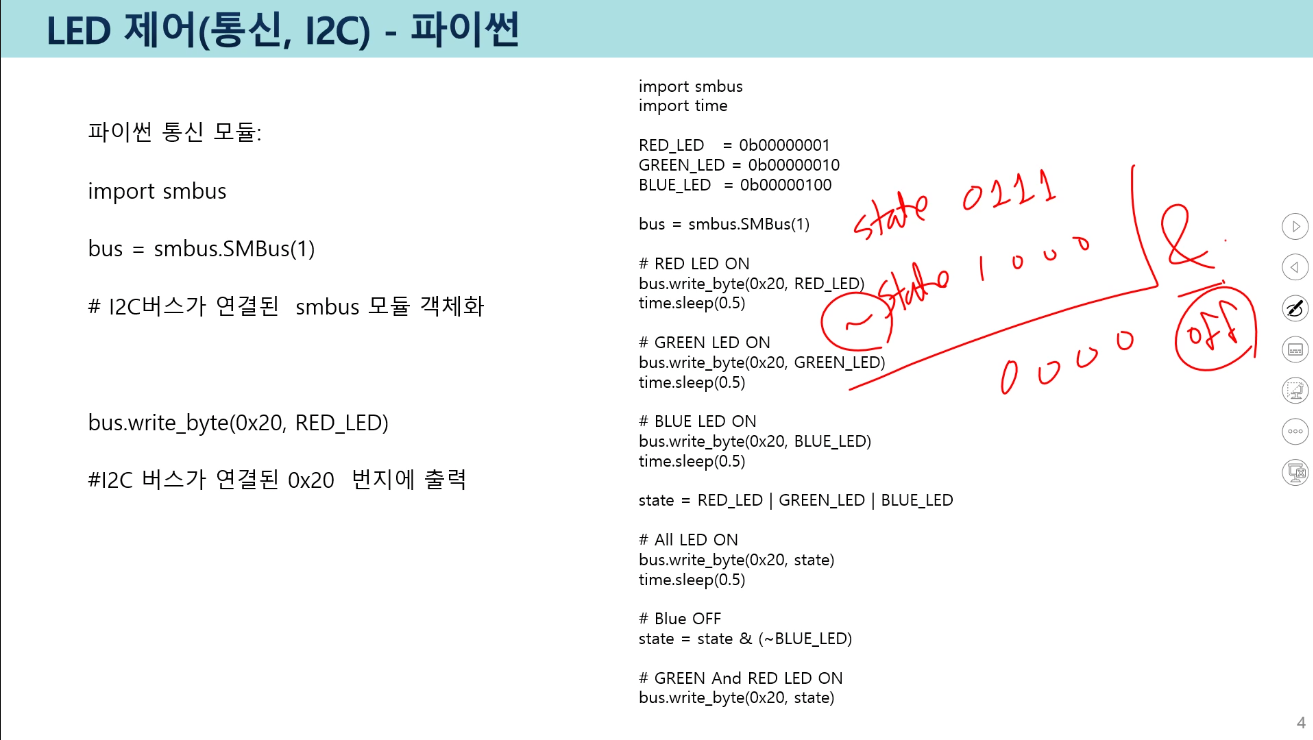 LED 제어(통신, I2C) - 파이썬
파이썬 통신 모듈:
import smbus
bus = smbus.SMBus(1)
# I2C버스가 연결된 smbus 모듈 객체화
bus.write_byte(0x20, RED_LED)
#I2C 버스가 연결된 0x20 번지에 출력
import smbus
import time
RED_LED = 0b00000001
GREEN_LED = 0b00000010
BLUE_LED = 0b00000100
bus = smbus.SMBus(1)
# RED LED ON
bus.write_byte(0x20, RED_LED)
time.sleep(0.5)
# GREEN LED ON
bus.write_byte(0x20, GREEN_LED)
time.sleep(0.5)
# BLUE LED ON
bus.write_byte(0x20, BLUE_LED)
time.sleep(0.5)
state = RED_LED | GREEN_LED | BLUE_LED
# All LED ON
bus.write_byte(0x20, state)
time.sleep(0.5)
# Blue OFF
state = state & (~BLUE_LED)
# GREEN And RED LED ON
bus.write_byte(0x20, state)
state 0111
~state 1000
&
0000
off
4